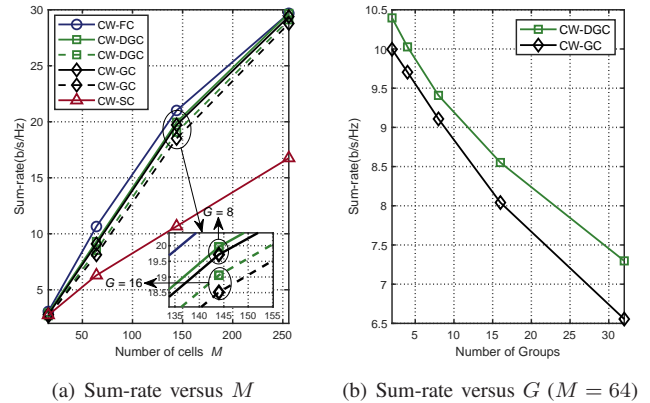 Sum-rate(b/s/Hz)
30
25
20
15
10
5
CW-FC
CW-DGC
CW-DGC
CW-GC
CW-GC
CW-SC
G = 8
G = 16
20
19.5
19
18.5
135 140 145 150 155
50 100 150 200 250
Number of cells M
(a) Sum-rate versus M
Sum-rate(b/s/Hz)
10.5
10
9.5
9
8.5
8
7.5
7
6.5
CW-DGC
CW-GC
5 10 15 20 25 30
Number of Groups
(b) Sum-rate versus G (M = 64)